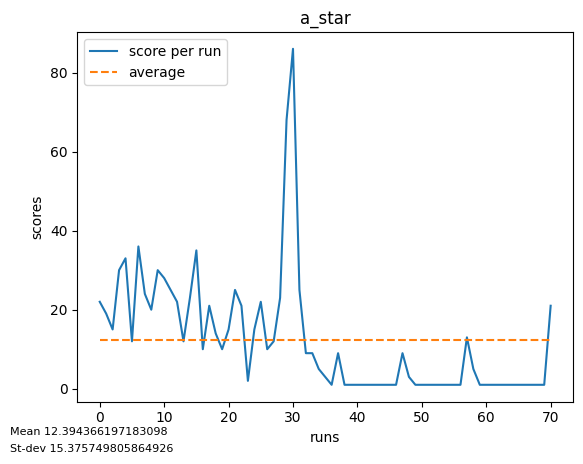 a_star
score per run
average
scores
80
60
40
20
0
0 10 20 30 40 50 60 70
runs
Mean 12.394366197183098
St-dev 15.375749805864926